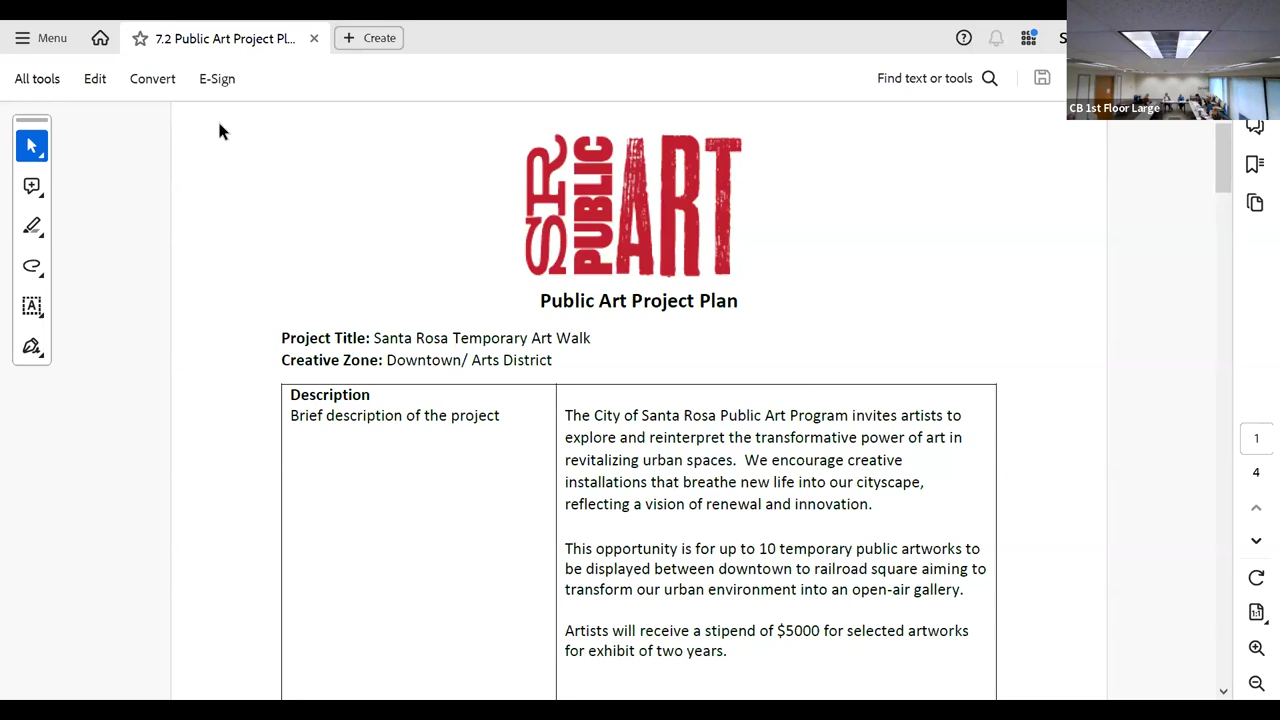 Menu
7.2 Public Art Project Pl...
Create
All tools
Edit
Convert
E-Sign
Find text or tools
CB 1st Floor Large
SR PUBLIC ART
Public Art Project Plan
Project Title: Santa Rosa Temporary Art Walk
Creative Zone: Downtown/ Arts District
Description
Brief description of the project
The City of Santa Rosa Public Art Program invites artists to
explore and reinterpret the transformative power of art in
revitalizing urban spaces.  We encourage creative
installations that breathe new life into our cityscape,
reflecting a vision of renewal and innovation.
This opportunity is for up to 10 temporary public artworks to
be displayed between downtown to railroad square aiming to
transform our urban environment into an open-air gallery.
Artists will receive a stipend of $5000 for selected artworks
for exhibit of two years.
1
4